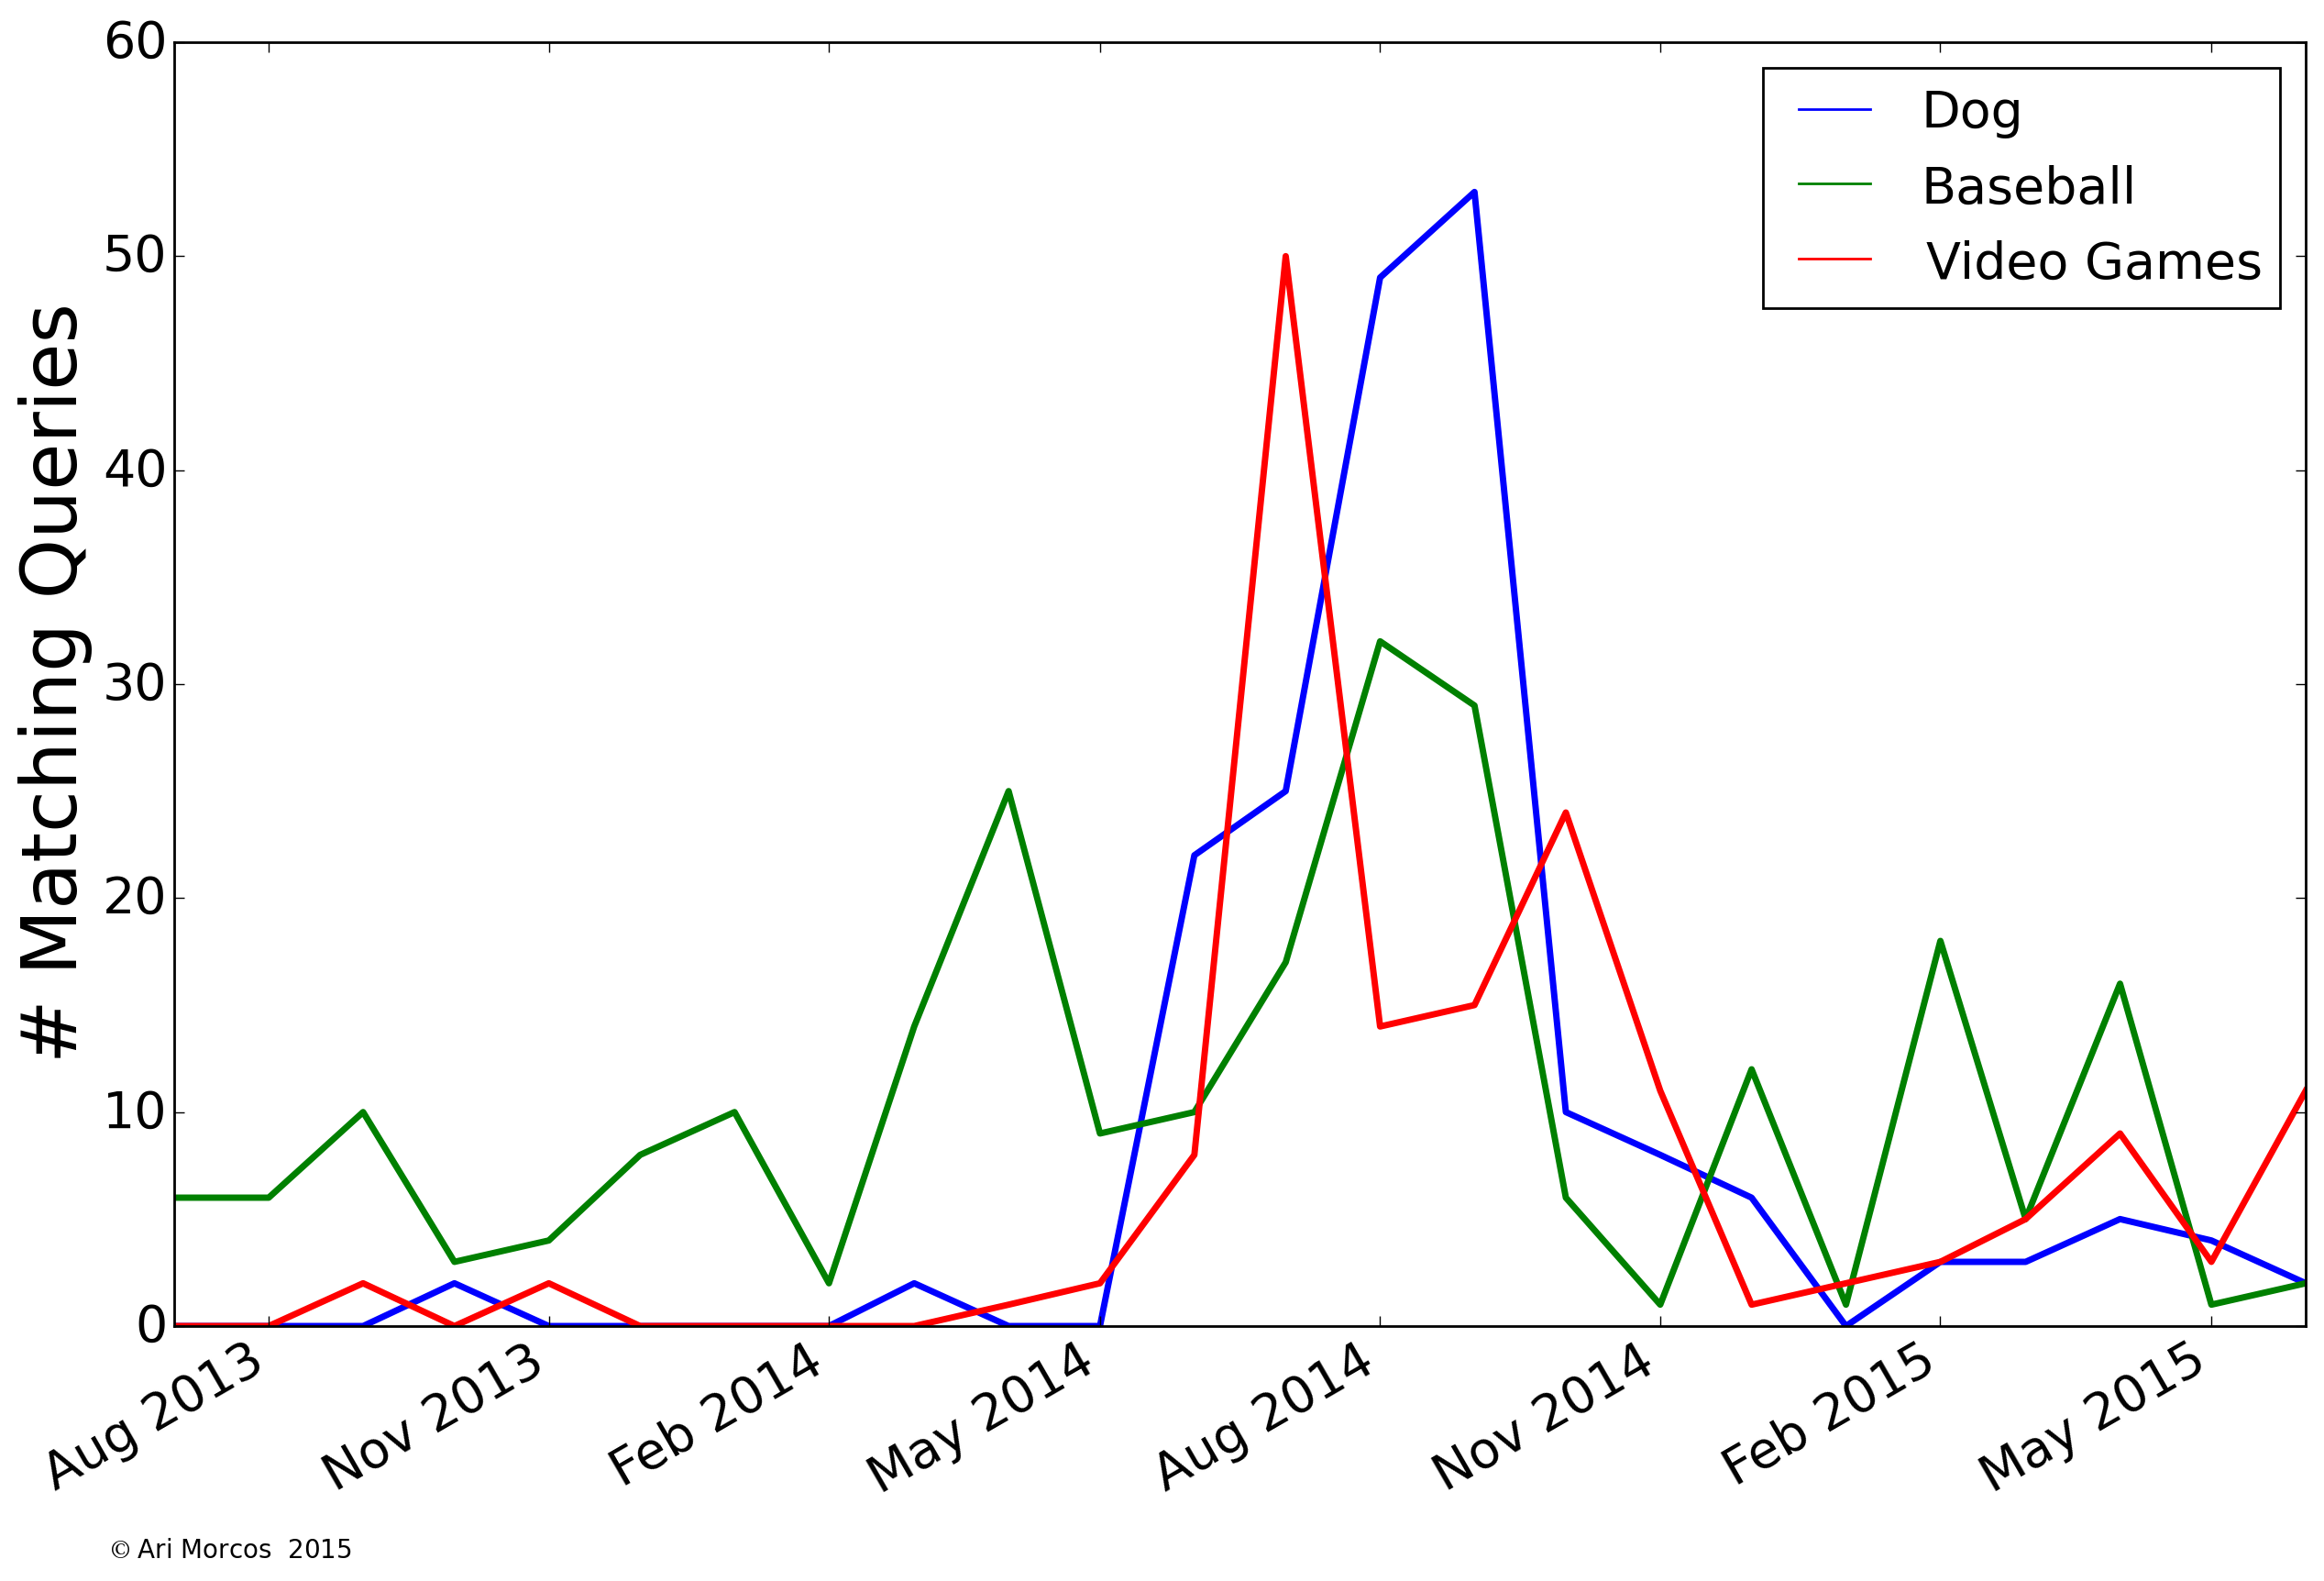 60
50
40
30
20
10
0
# Matching Queries
Dog
Baseball
Video Games
Aug 2013
Nov 2013
Feb 2014
May 2014
Aug 2014
Nov 2014
Feb 2015
May 2015
© Ari Morcos 2015